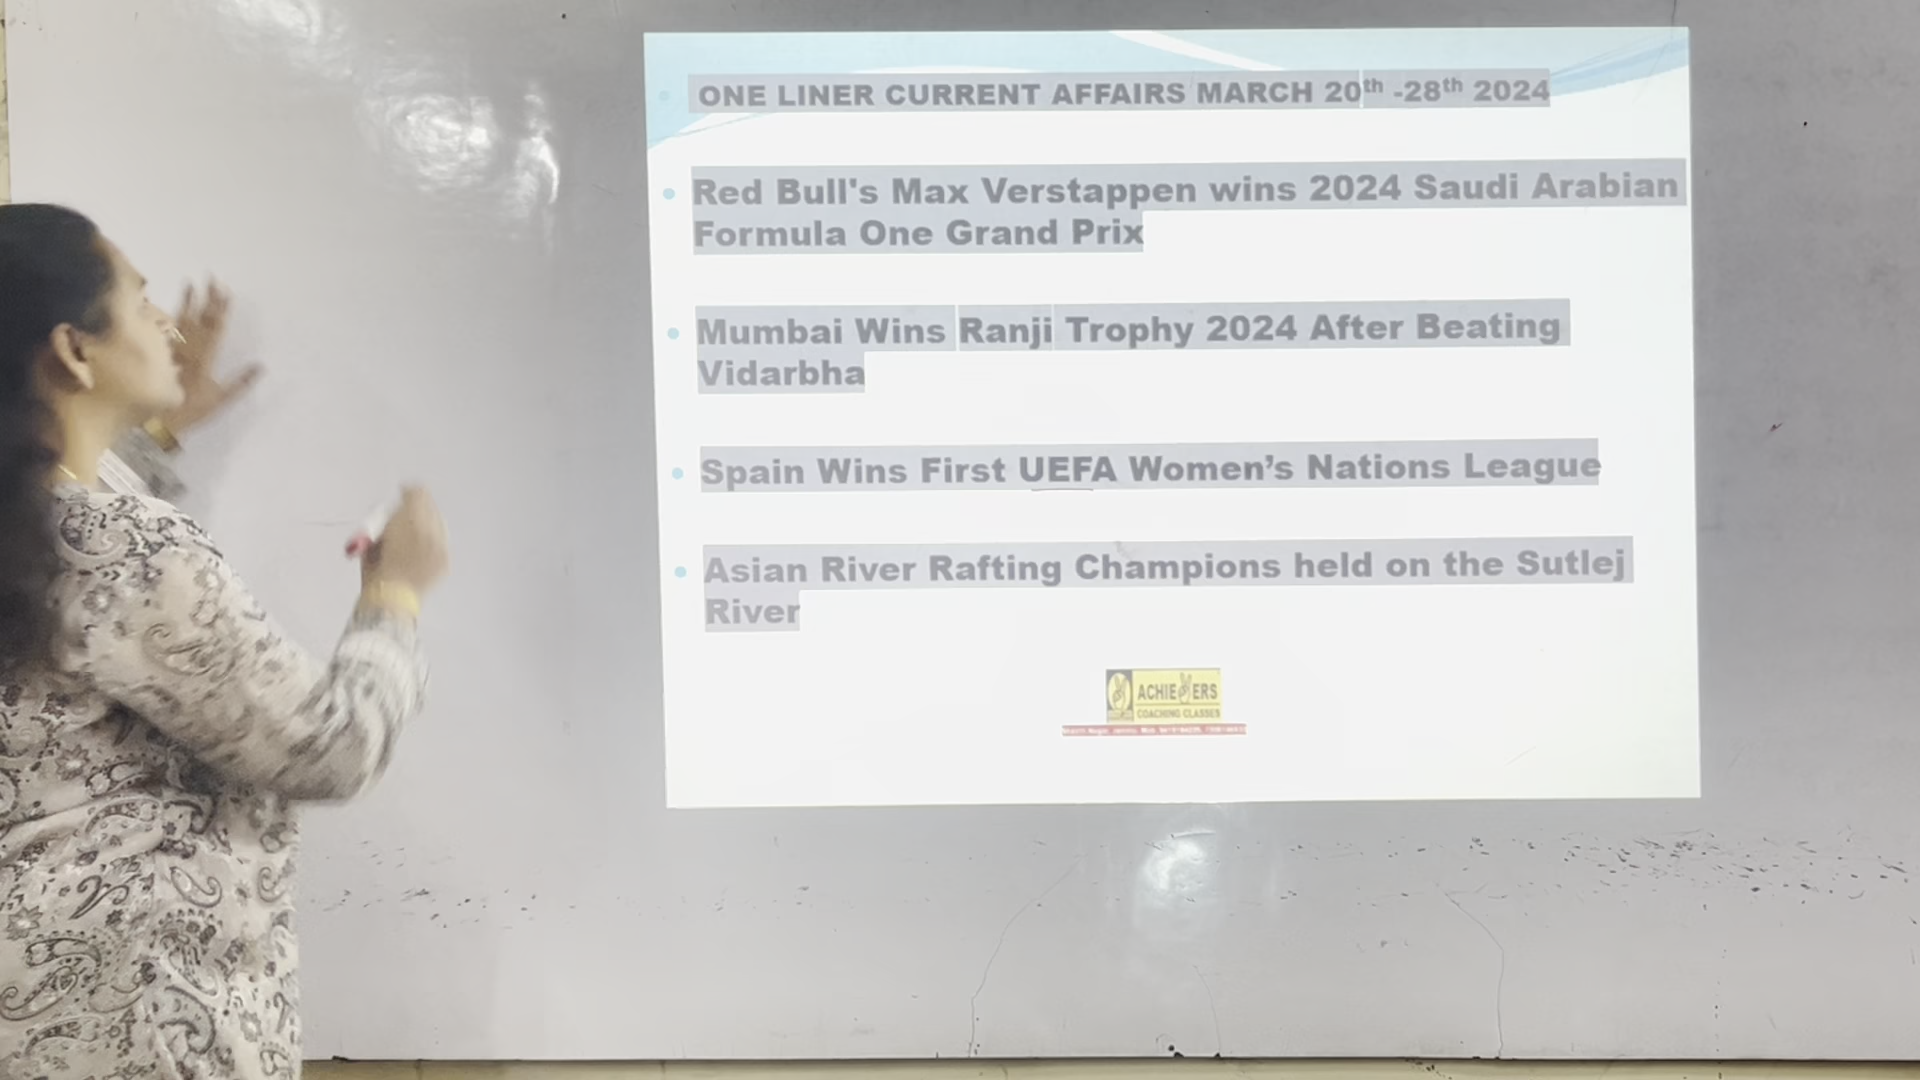 ONE LINER CURRENT AFFAIRS MARCH 20th -28th 2024
Red Bull's Max Verstappen wins 2024 Saudi Arabian
Formula One Grand Prix
Mumbai Wins Ranji Trophy 2024 After Beating
Vidarbha
Spain Wins First UEFA Women’s Nations League
Asian River Rafting Champions held on the Sutlej
River
ACHIEVERS
COACHING CLASSES